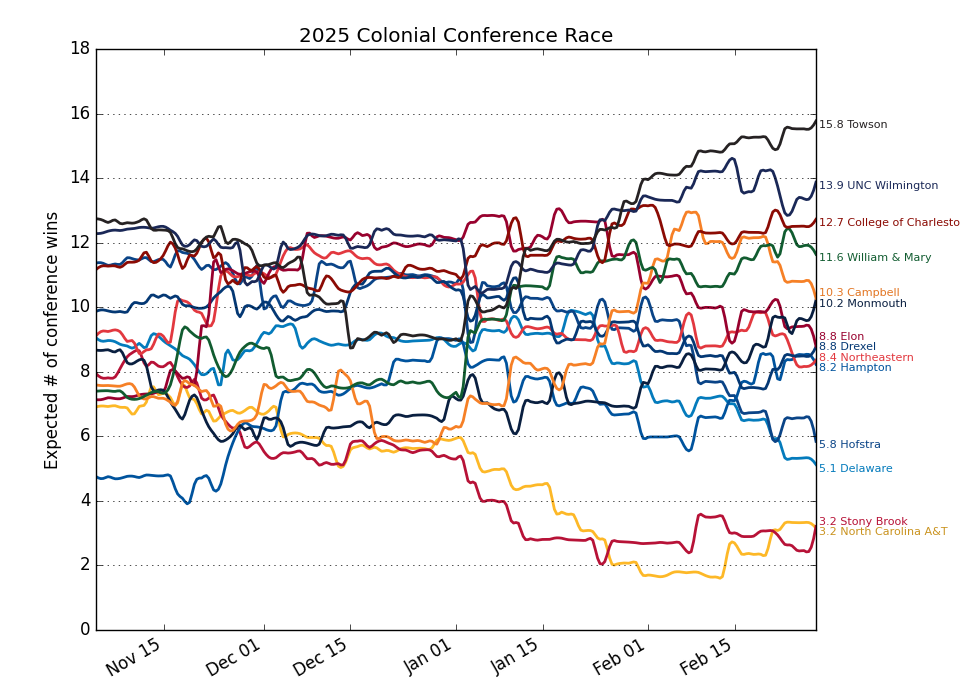 2025 Colonial Conference Race
Expected # of conference wins
18
16
14
12
10
8
6
4
2
0
Nov 15
Dec 01
Dec 15
Jan 01
Jan 15
Feb 01
Feb 15
15.8 Towson
13.9 UNC Wilmington
12.7 College of Charlesto
11.6 William & Mary
10.3 Campbell
10.2 Monmouth
8.8 Elon
8.8 Drexel
8.4 Northeastern
8.2 Hampton
5.8 Hofstra
5.1 Delaware
3.2 Stony Brook
3.2 North Carolina A&T